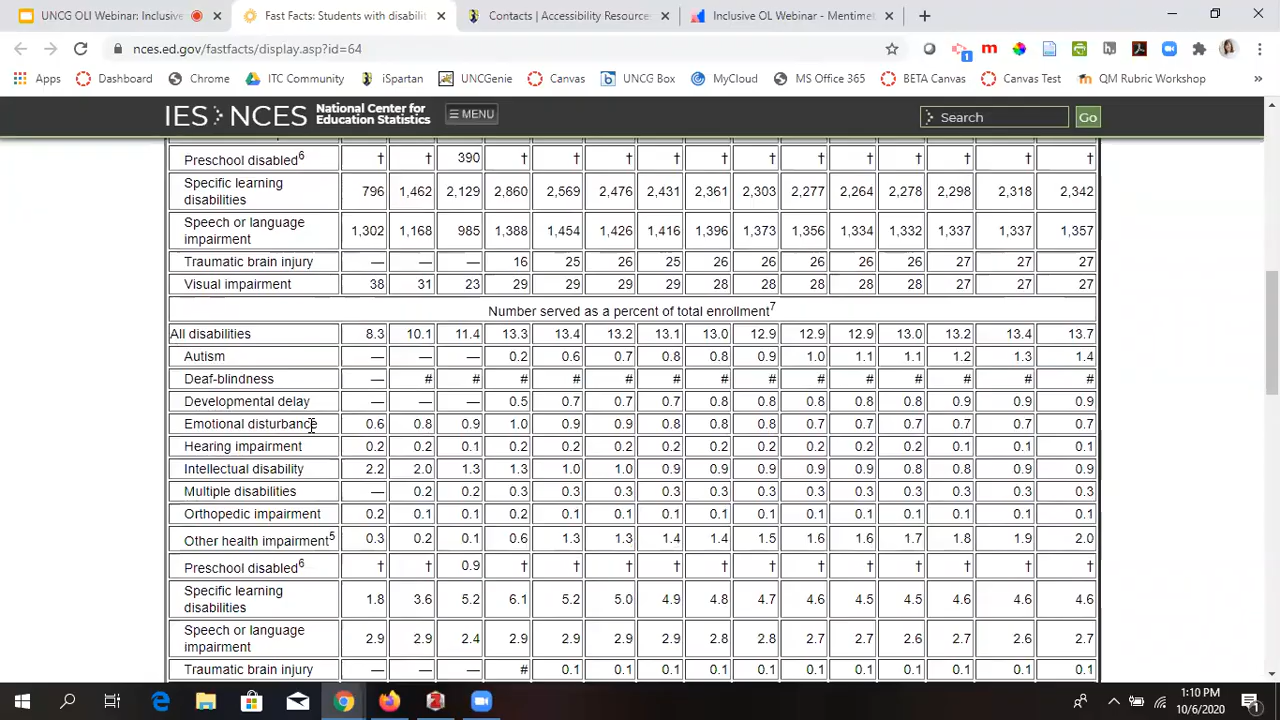 UNCG OLI Webinar: Inclusive
Fast Facts: Students with disabilit
Contacts | Accessibility Resource
Inclusive OL Webinar - Mentimet
nces.ed.gov/fastfacts/display.asp?id=64
1
Apps Dashboard Chrome ITC Community iSpartan UNCGenie Canvas UNCG Box MyCloud MS Office 365 BETA Canvas Canvas Test QM Rubric Workshop »
IES NCES National Center for Education Statistics
MENU
Search Go
Preschool disabled6 † † 390 † † † † † † † † † † † †
Specific learning disabilities 796 1,462 2,129 2,860 2,569 2,476 2,431 2,361 2,303 2,277 2,264 2,278 2,298 2,318 2,342
Speech or language impairment 1,302 1,168 985 1,388 1,454 1,426 1,416 1,396 1,373 1,356 1,334 1,332 1,337 1,337 1,357
Traumatic brain injury — — — 16 25 26 25 26 26 26 26 26 27 27 27
Visual impairment 38 31 23 29 29 29 29 28 28 28 28 28 27 27 27
Number served as a percent of total enrollment7
All disabilities 8.3 10.1 11.4 13.3 13.4 13.2 13.1 13.0 12.9 12.9 12.9 13.0 13.2 13.4 13.7
Autism — — — 0.2 0.6 0.7 0.8 0.8 0.9 1.0 1.1 1.1 1.2 1.3 1.4
Deaf-blindness — # # # # # # # # # # # # # #
Developmental delay — — — 0.5 0.7 0.7 0.7 0.8 0.8 0.8 0.8 0.8 0.9 0.9 0.9
Emotional disturbance 0.6 0.8 0.9 1.0 0.9 0.9 0.8 0.8 0.8 0.7 0.7 0.7 0.7 0.7 0.7
Hearing impairment 0.2 0.2 0.1 0.2 0.2 0.2 0.2 0.2 0.2 0.2 0.2 0.2 0.2 0.1 0.1
Intellectual disability 2.2 2.0 1.3 1.3 1.0 1.0 0.9 0.9 0.9 0.9 0.9 0.8 0.8 0.9 0.9
Multiple disabilities — 0.2 0.2 0.3 0.3 0.3 0.3 0.3 0.3 0.3 0.3 0.3 0.3 0.3 0.3
Orthopedic impairment 0.2 0.1 0.1 0.2 0.1 0.1 0.1 0.1 0.1 0.1 0.1 0.1 0.1 0.1 0.1
Other health impairment5 0.3 0.2 0.1 0.6 1.3 1.3 1.4 1.4 1.5 1.6 1.6 1.7 1.8 1.9 2.0
Preschool disabled6 † † 0.9 † † † † † † † † † † † †
Specific learning disabilities 1.8 3.6 5.2 6.1 5.2 5.0 4.9 4.8 4.7 4.6 4.5 4.5 4.6 4.6 4.6
Speech or language impairment 2.9 2.9 2.4 2.9 2.9 2.9 2.9 2.8 2.8 2.7 2.7 2.6 2.7 2.6 2.7
Traumatic brain injury — — — # 0.1 0.1 0.1 0.1 0.1 0.1 0.1 0.1 0.1 0.1 0.1
1:10 PM
10/6/2020
1